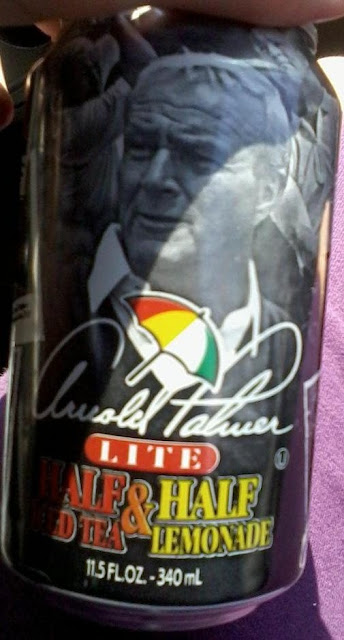 Arnold Palmer
LITE
HALF & HALF
ICED TEA LEMONADE
11.5 FL.OZ. - 340 mL